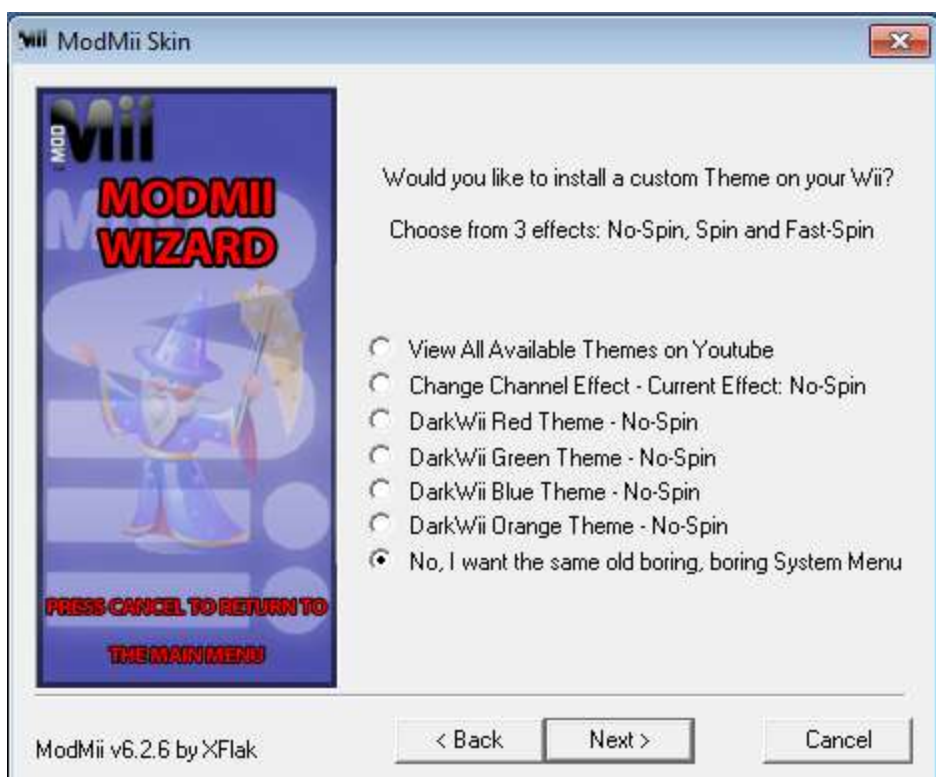 Mii ModMii Skin
MOD Mii
MODMII
WIZARD
PRESS CANCEL TO RETURN TO
THE MAIN MENU
Would you like to install a custom Theme on your Wii?
Choose from 3 effects: No-Spin, Spin and Fast-Spin
View All Available Themes on Youtube
Change Channel Effect - Current Effect: No-Spin
DarkWii Red Theme - No-Spin
DarkWii Green Theme - No-Spin
DarkWii Blue Theme - No-Spin
DarkWii Orange Theme - No-Spin
No, I want the same old boring, boring System Menu
ModMii v6.2.6 by XFlak
< Back
Next >
Cancel